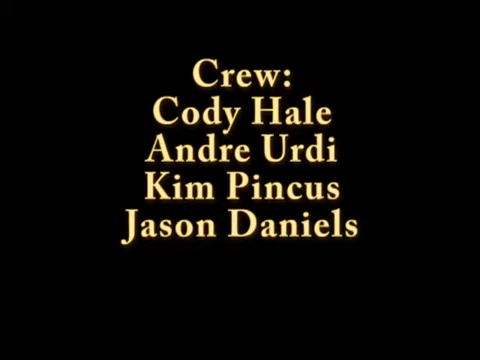 Crew:
Cody Hale
Andre Urdi
Kim Pincus
Jason Daniels